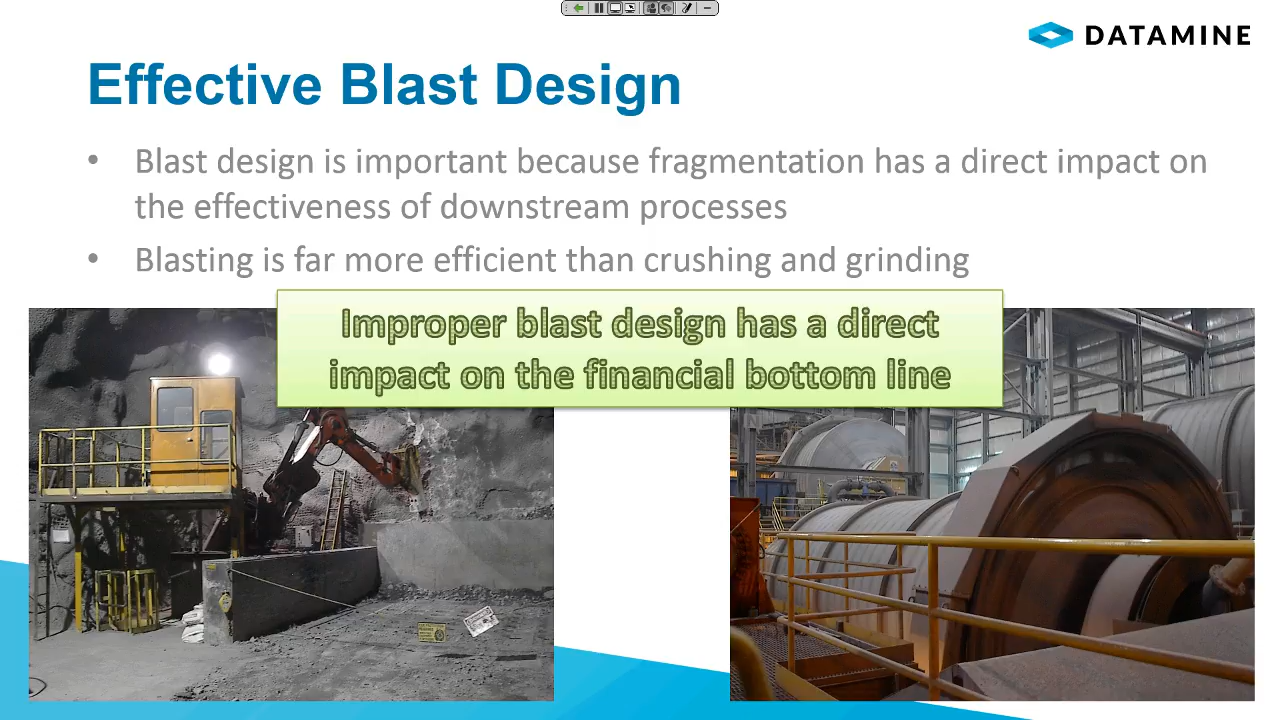 DATAMINE
Effective Blast Design
• Blast design is important because fragmentation has a direct impact on
the effectiveness of downstream processes
• Blasting is far more efficient than crushing and grinding
Improper blast design has a direct
impact on the financial bottom line